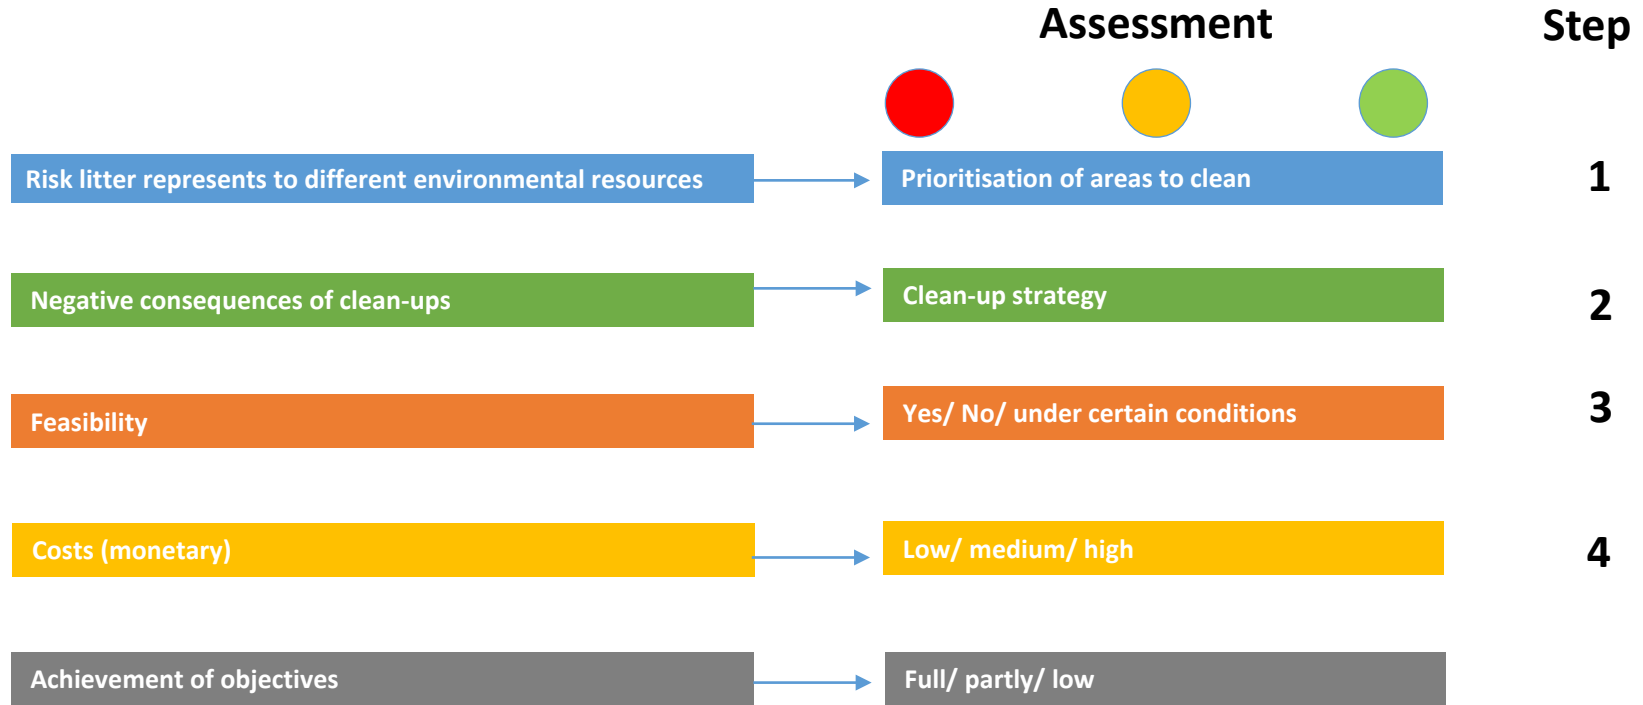 Assessment
Step
Risk litter represents to different environmental resources
Prioritisation of areas to clean
1
Negative consequences of clean-ups
Clean-up strategy
2
Feasibility
Yes/ No/ under certain conditions
3
Costs (monetary)
Low/ medium/ high
4
Achievement of objectives
Full/ partly/ low